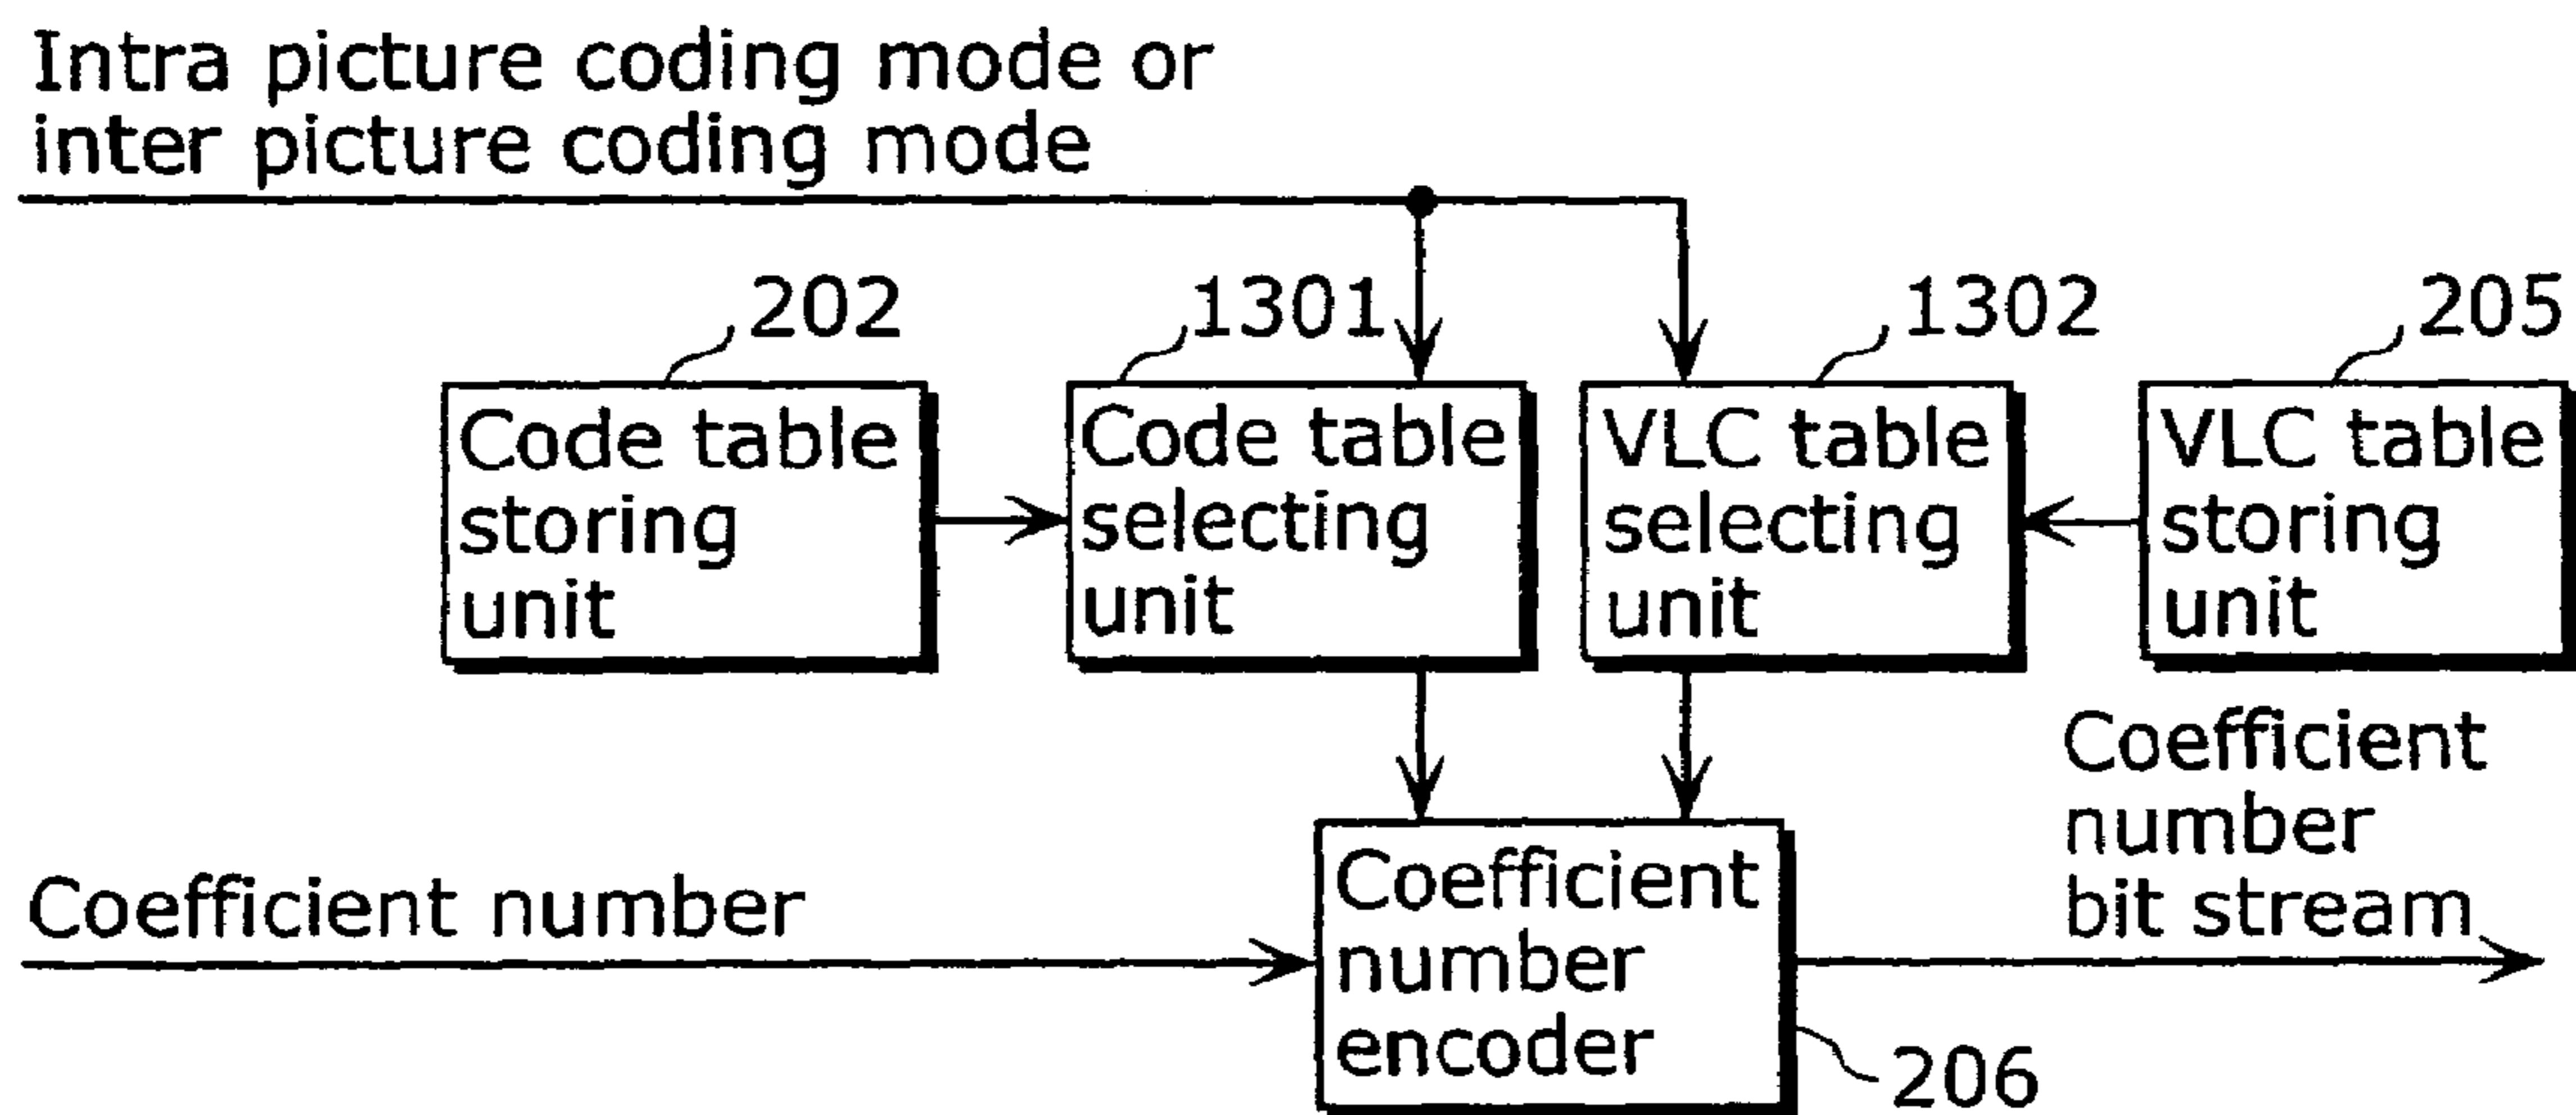 Intra picture coding mode or
inter picture coding mode
202
1301
1302
205
Code table
storing
unit
Code table
selecting
unit
VLC table
selecting
unit
VLC table
storing
unit
Coefficient number
Coefficient
number
encoder
Coefficient
number
bit stream
206